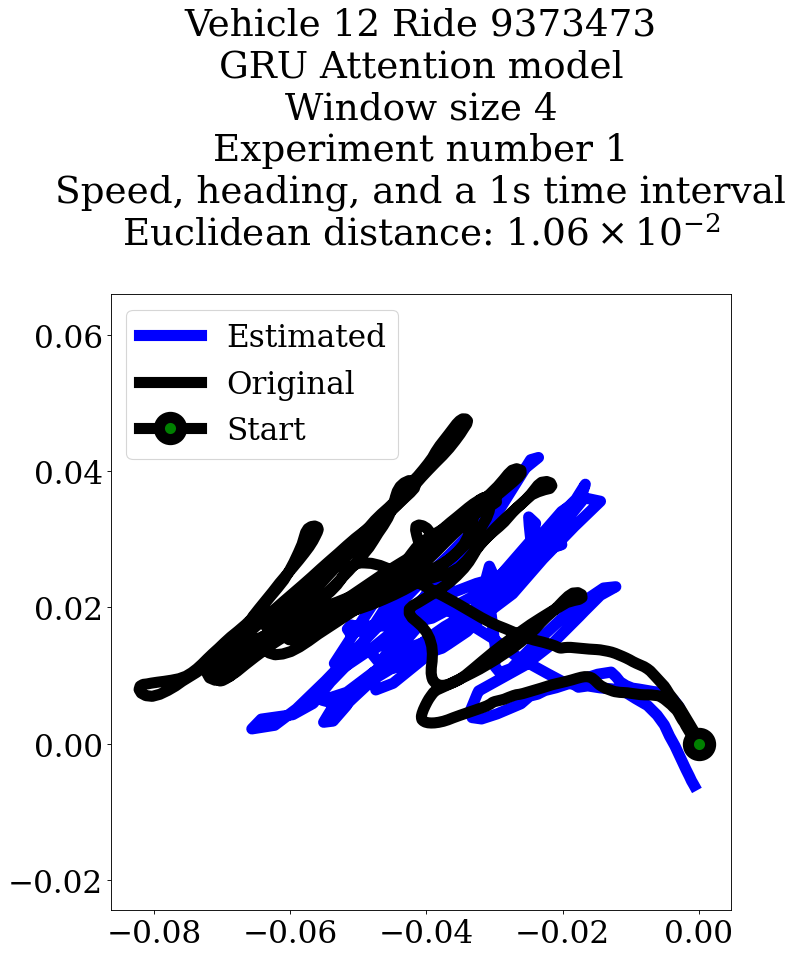 Vehicle 12 Ride 9373473
GRU Attention model
Window size 4
Experiment number 1
Speed, heading, and a 1s time interval
Euclidean distance: 1.06 × 10⁻²
Estimated
Original
Start
0.06
0.04
0.02
0.00
−0.02
−0.08 −0.06 −0.04 −0.02 0.00